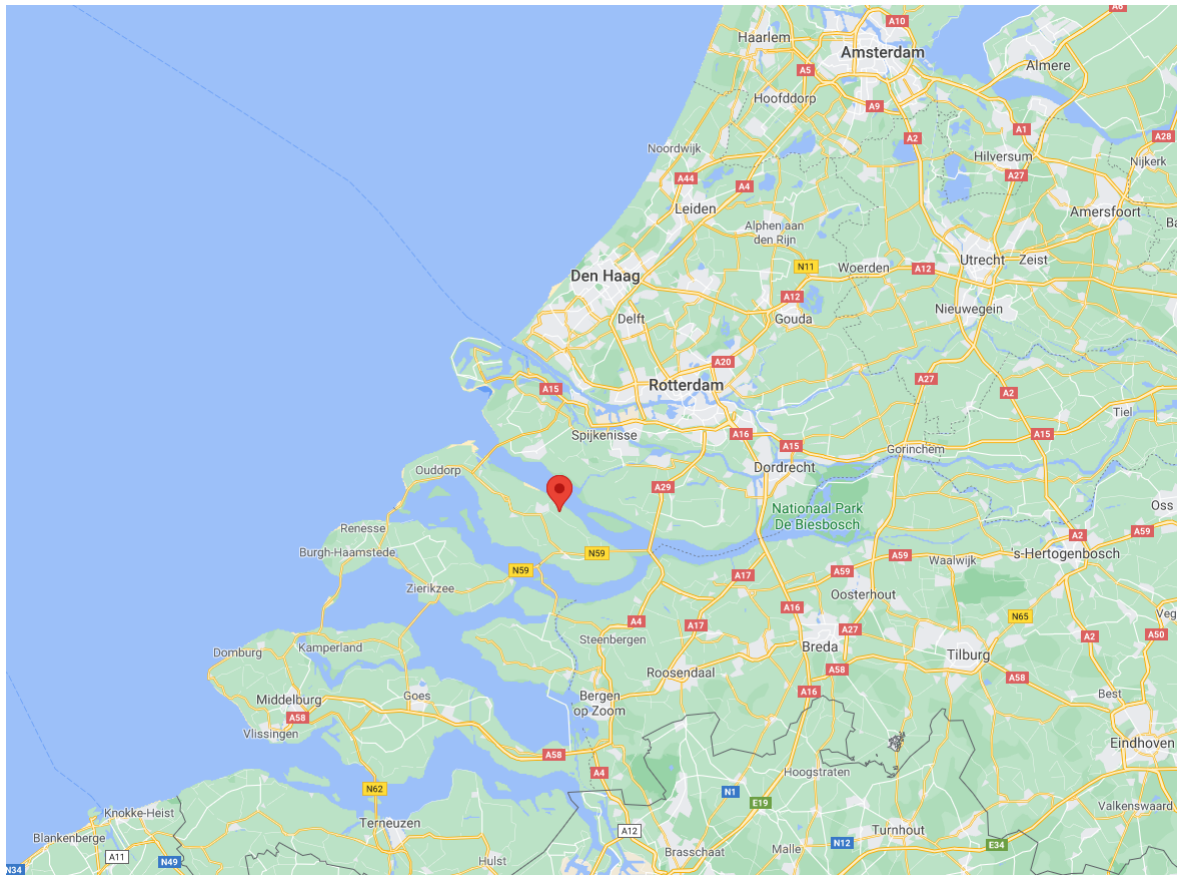 A6
A10
Haarlem
Amsterdam
Almere
A5
Hoofddorp
A9
A1
A2
A28
Noordwijk
Hilversum
Nijkerk
A44
A4
A27
Leiden
Amersfoort
Alphen aan
den Rijn
Ba
Den Haag
N11
Woerden
A12
Utrecht
Zeist
A12
Nieuwegein
Delft
Gouda
A20
A27
Rotterdam
A15
A2
Tiel
Spijkenisse
A16
A15
A15
Gorinchem
Ouddorp
Dordrecht
A29
Nationaal Park
De Biesbosch
Oss
Renesse
A2
A59
Burgh-Haamstede
N59
A59
's-Hertogenbosch
N59
A17
A59
Waalwijk
Zierikzee
Oosterhout
A16
N65
Veg
A4
A17
A27
A2
A50
Steenbergen
Domburg
Kamperland
Breda
Tilburg
Roosendaal
A58
A58
Middelburg
Goes
Bergen
op Zoom
A16
Best
A58
Vlissingen
Eindhoven
A58
A4
Hoogstraten
N62
N1
E19
Valkenswaard
Knokke-Heist
Terneuzen
A12
Turnhout
Blankenberge
N12
E34
A11
N49
Hulst
Brasschaat
Malle
N34